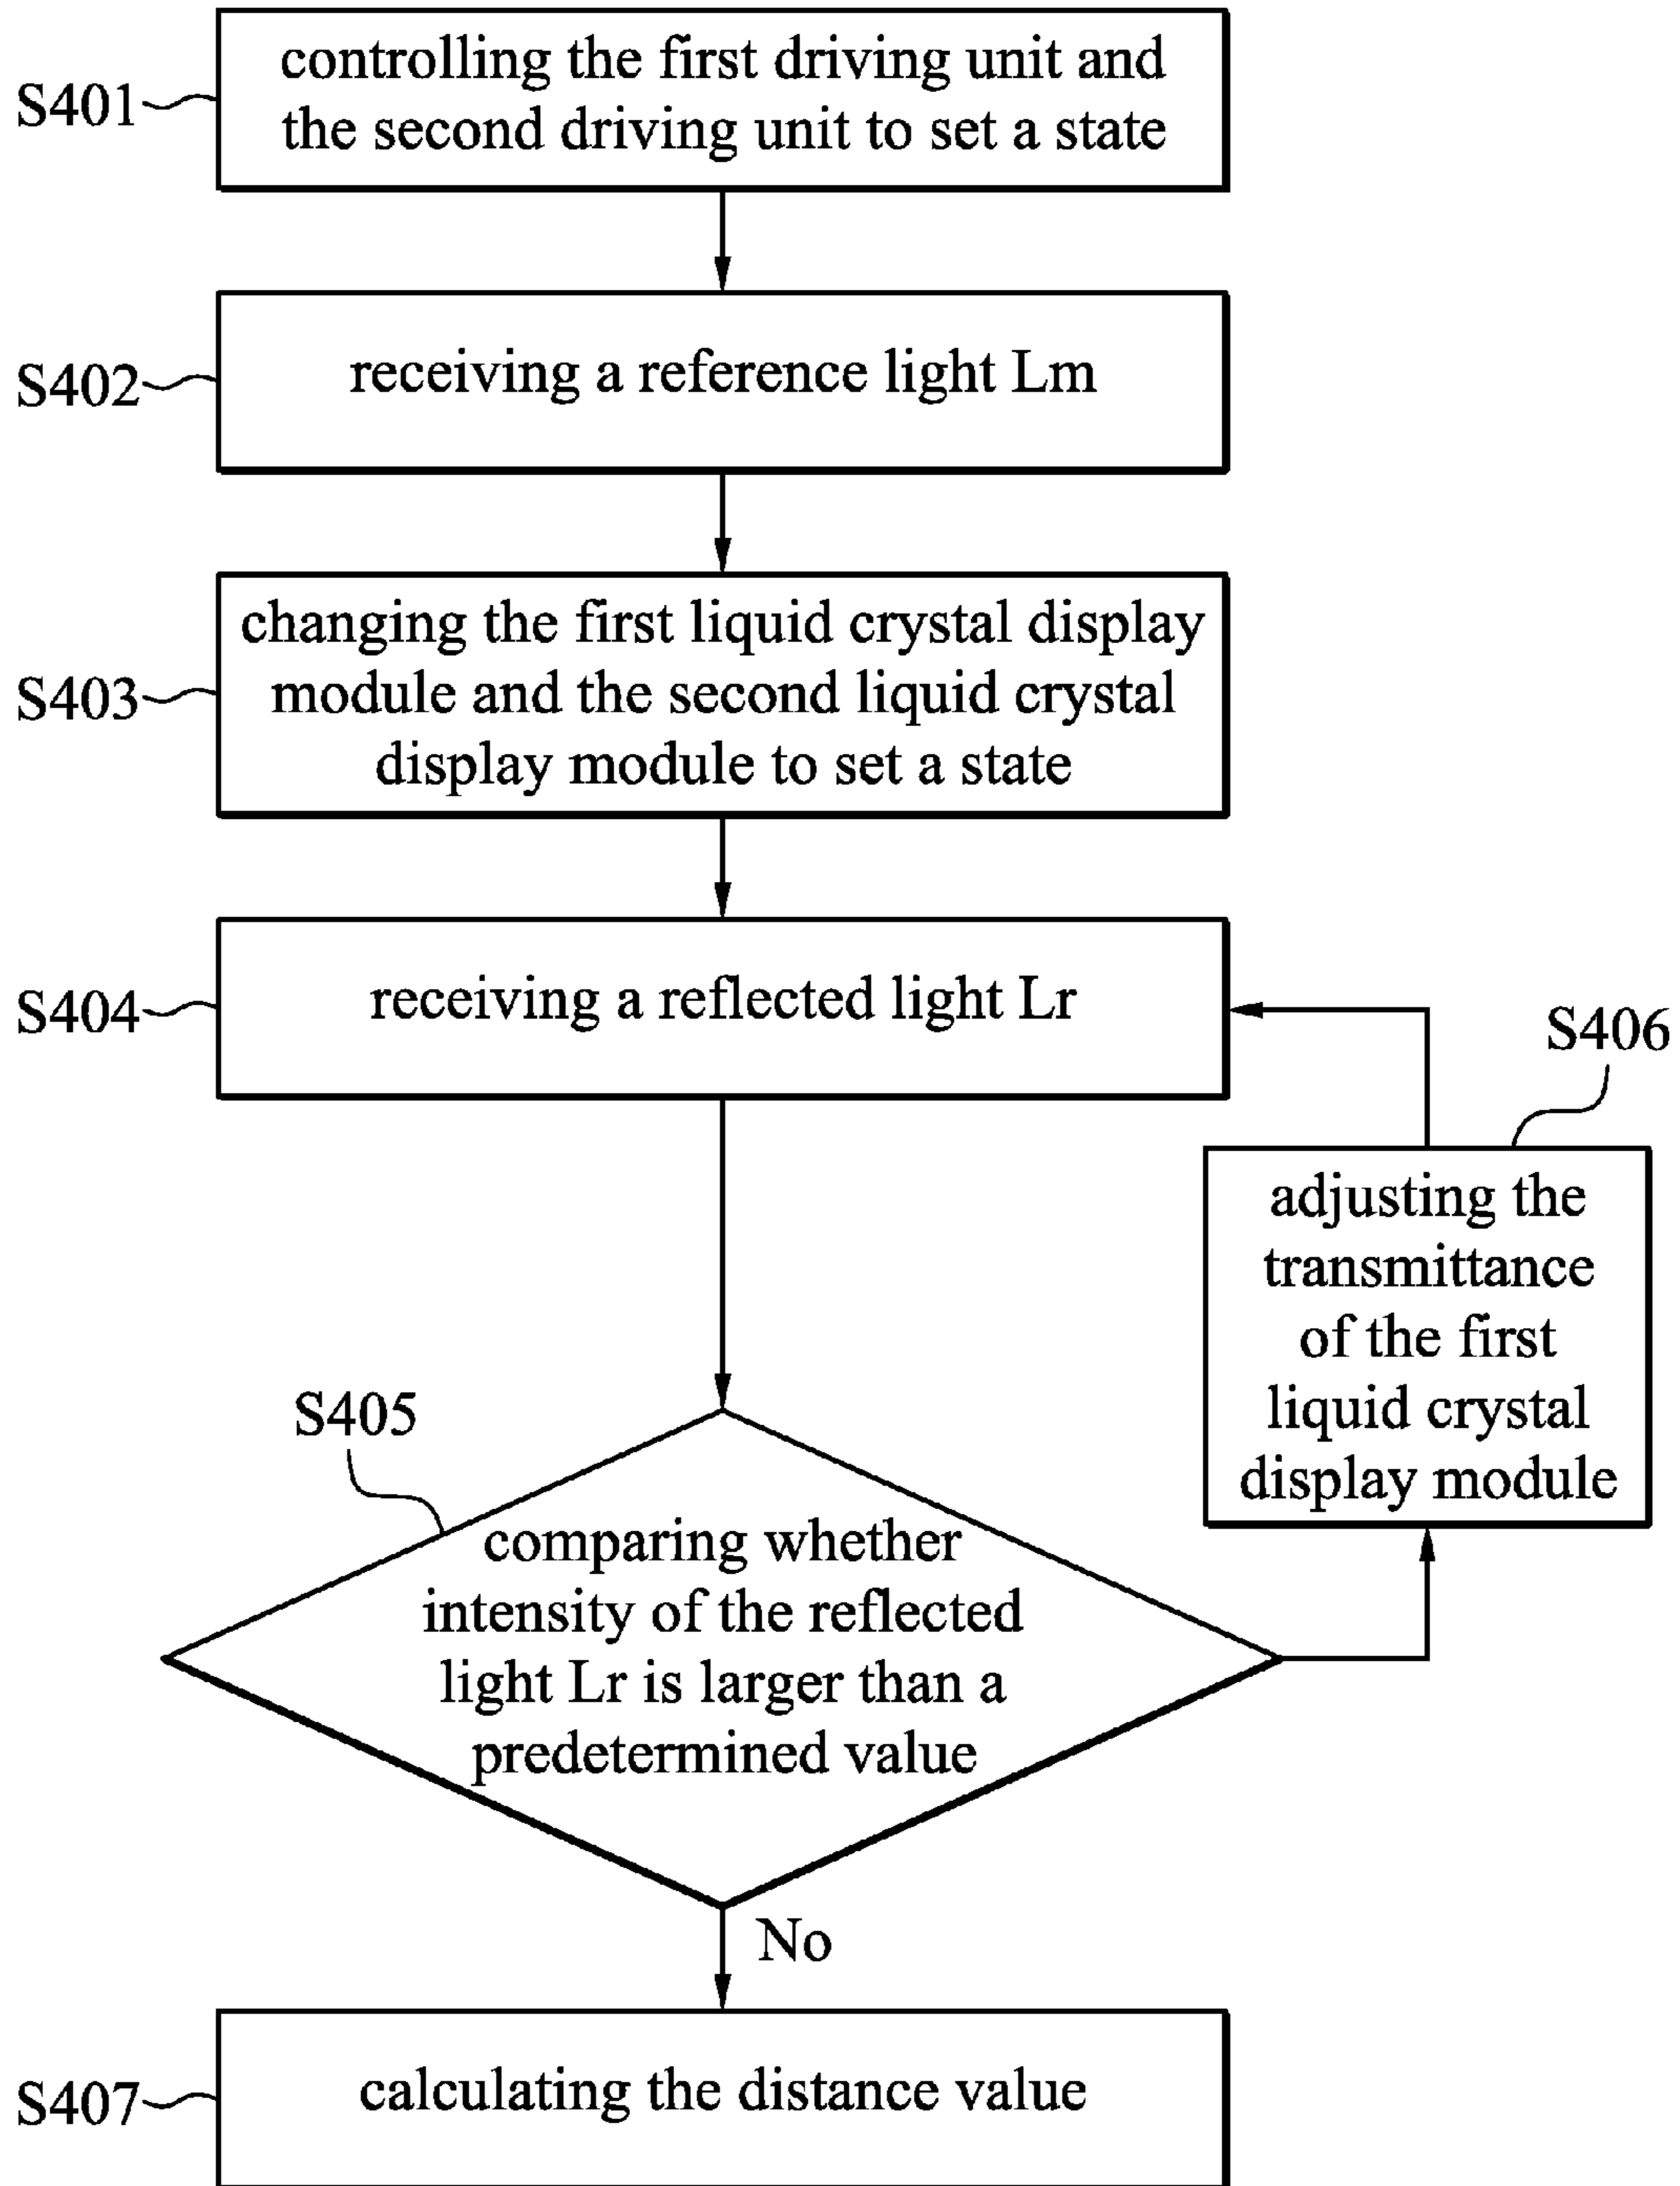 S401
controlling the first driving unit and
the second driving unit to set a state
S402
receiving a reference light Lm
S403
changing the first liquid crystal display
module and the second liquid crystal
display module to set a state
S404
receiving a reflected light Lr
S406
adjusting the
transmittance
of the first
liquid crystal
display module
S405
comparing whether
intensity of the reflected
light Lr is larger than a
predetermined value
No
S407
calculating the distance value